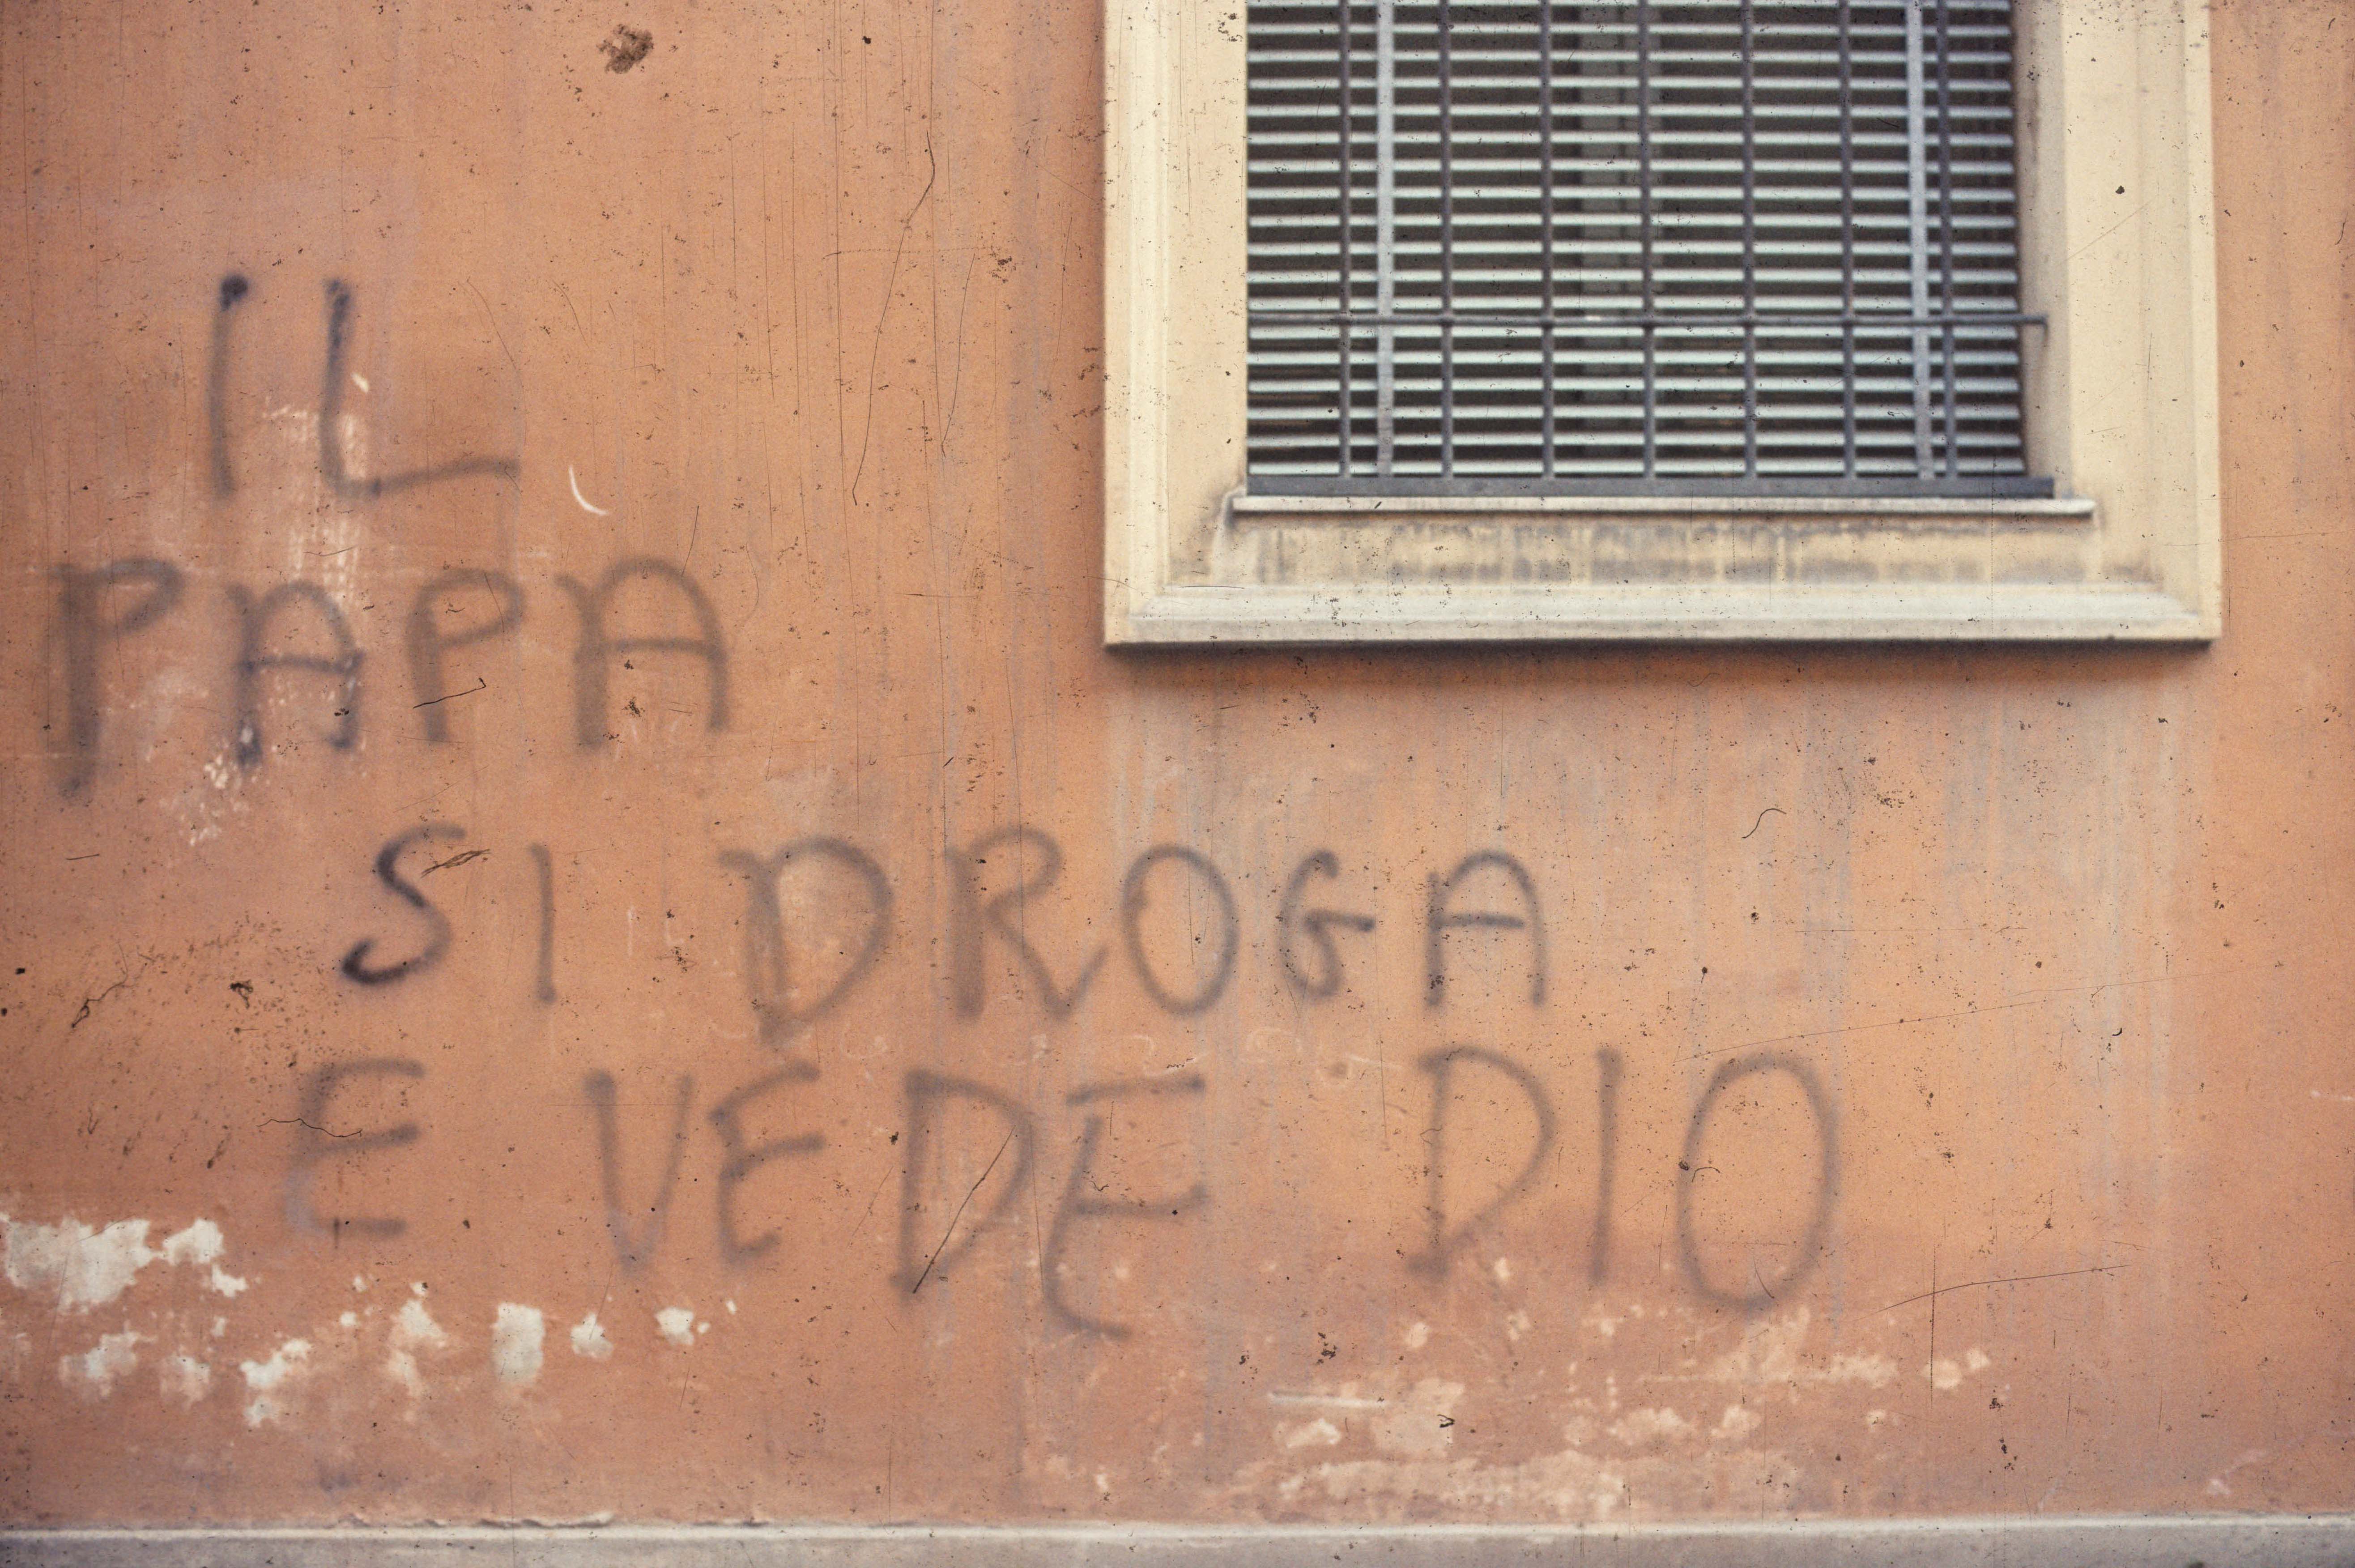 IL
PAPA
SI DROGA
E VEDE DIO